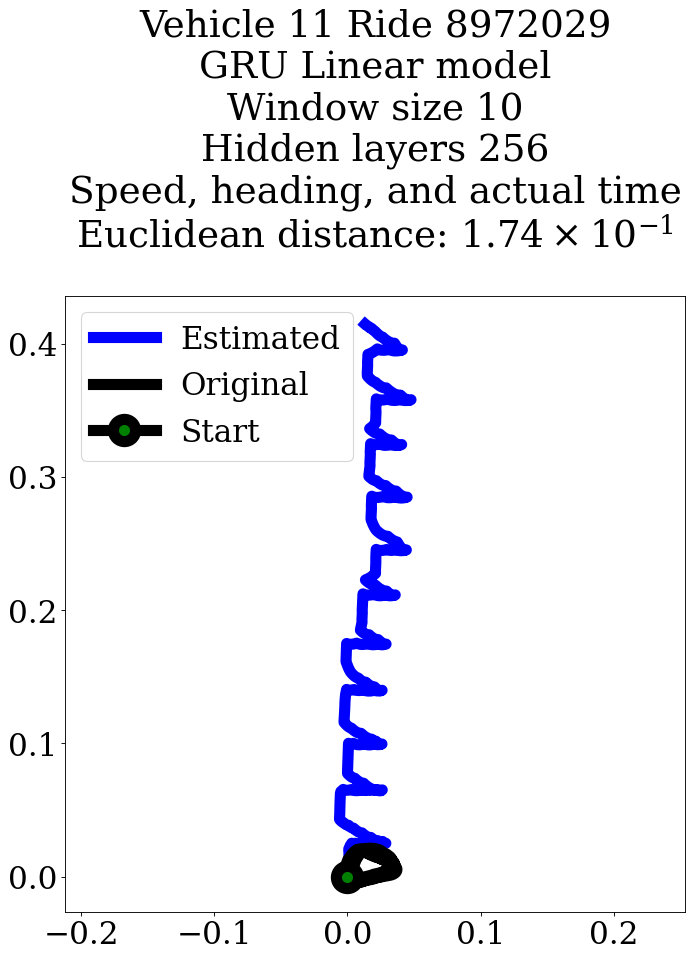 Vehicle 11 Ride 8972029
GRU Linear model
Window size 10
Hidden layers 256
Speed, heading, and actual time
Euclidean distance: 1.74 × 10⁻¹
Estimated
Original
Start
0.4
0.3
0.2
0.1
0.0
−0.2 −0.1 0.0 0.1 0.2